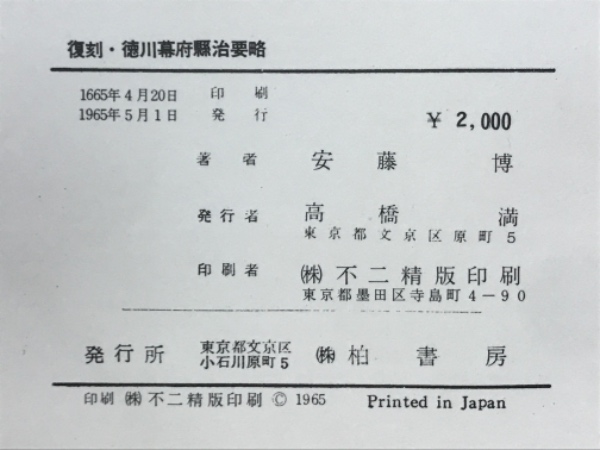 復刻・徳川幕府縣治要略
1665年4月20日 印刷
1965年5月1日 発行
¥ 2,000
著者 安藤博
発行者 高橋満
東京都文京区原町5
印刷者 ㈱不二精版印刷
東京都墨田区寺島町4-90
発行所 東京都文京区小石川原町5 ㈱柏書房
印刷 ㈱不二精版印刷 © 1965 Printed in Japan